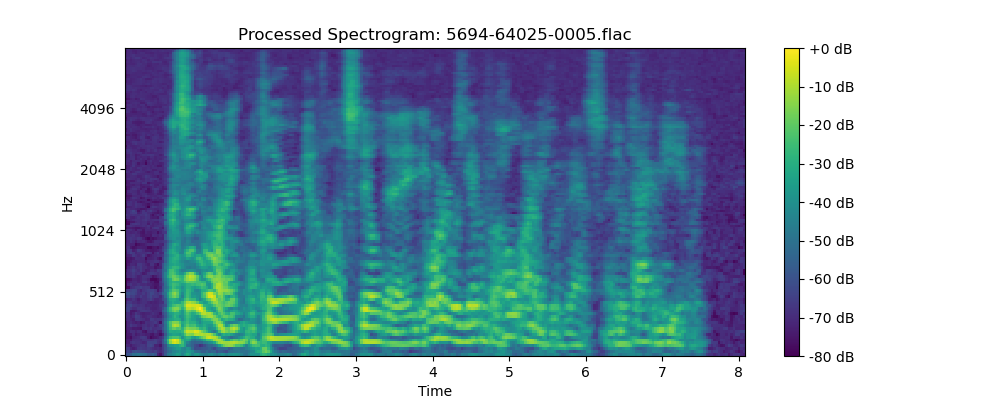 Processed Spectrogram: 5694-64025-0005.flac
Hz
4096
2048
1024
512
0
0 1 2 3 4 5 6 7 8
Time
+0 dB
-10 dB
-20 dB
-30 dB
-40 dB
-50 dB
-60 dB
-70 dB
-80 dB